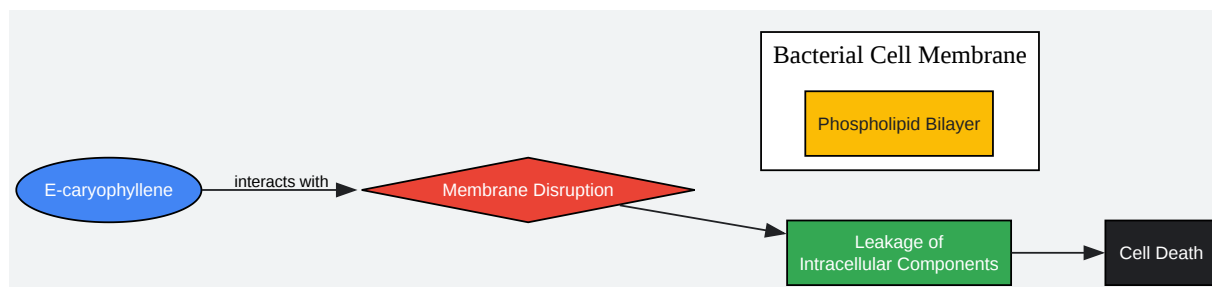 Bacterial Cell Membrane
Phospholipid Bilayer
E-caryophyllene
interacts with
Membrane Disruption
Leakage of
Intracellular Components
Cell Death